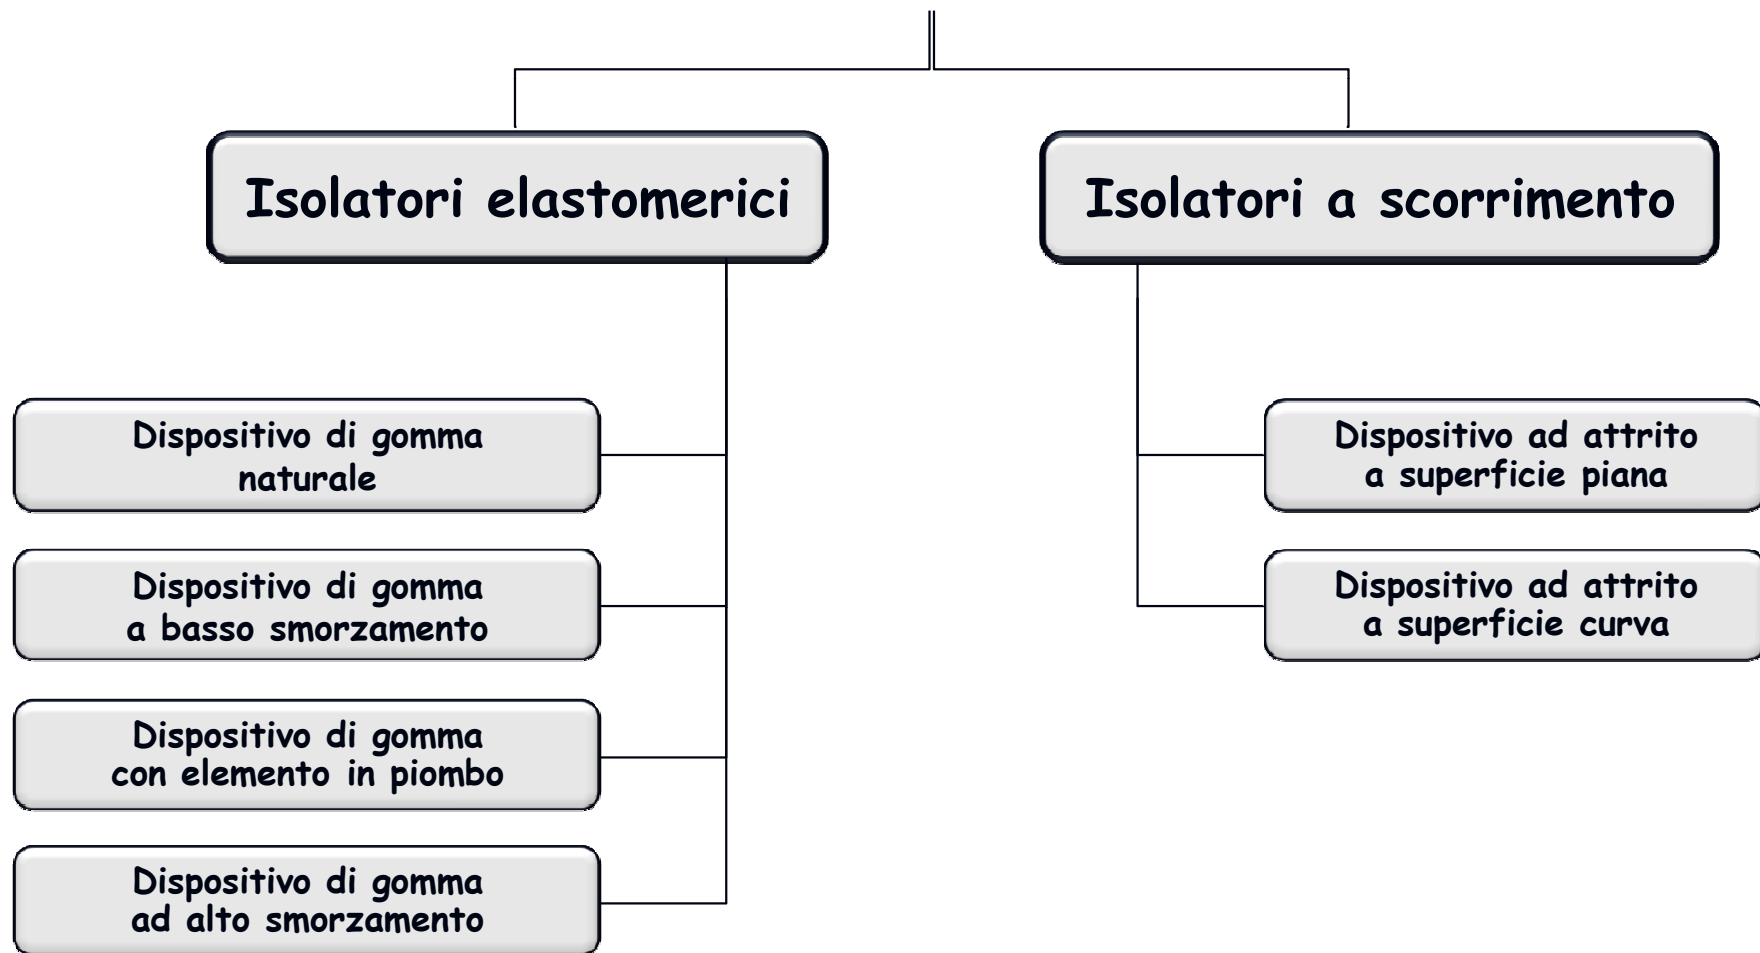 Isolatori elastomerici
Isolatori a scorrimento
Dispositivo di gomma
naturale
Dispositivo di gomma
a basso smorzamento
Dispositivo di gomma
con elemento in piombo
Dispositivo di gomma
ad alto smorzamento
Dispositivo ad attrito
a superficie piana
Dispositivo ad attrito
a superficie curva